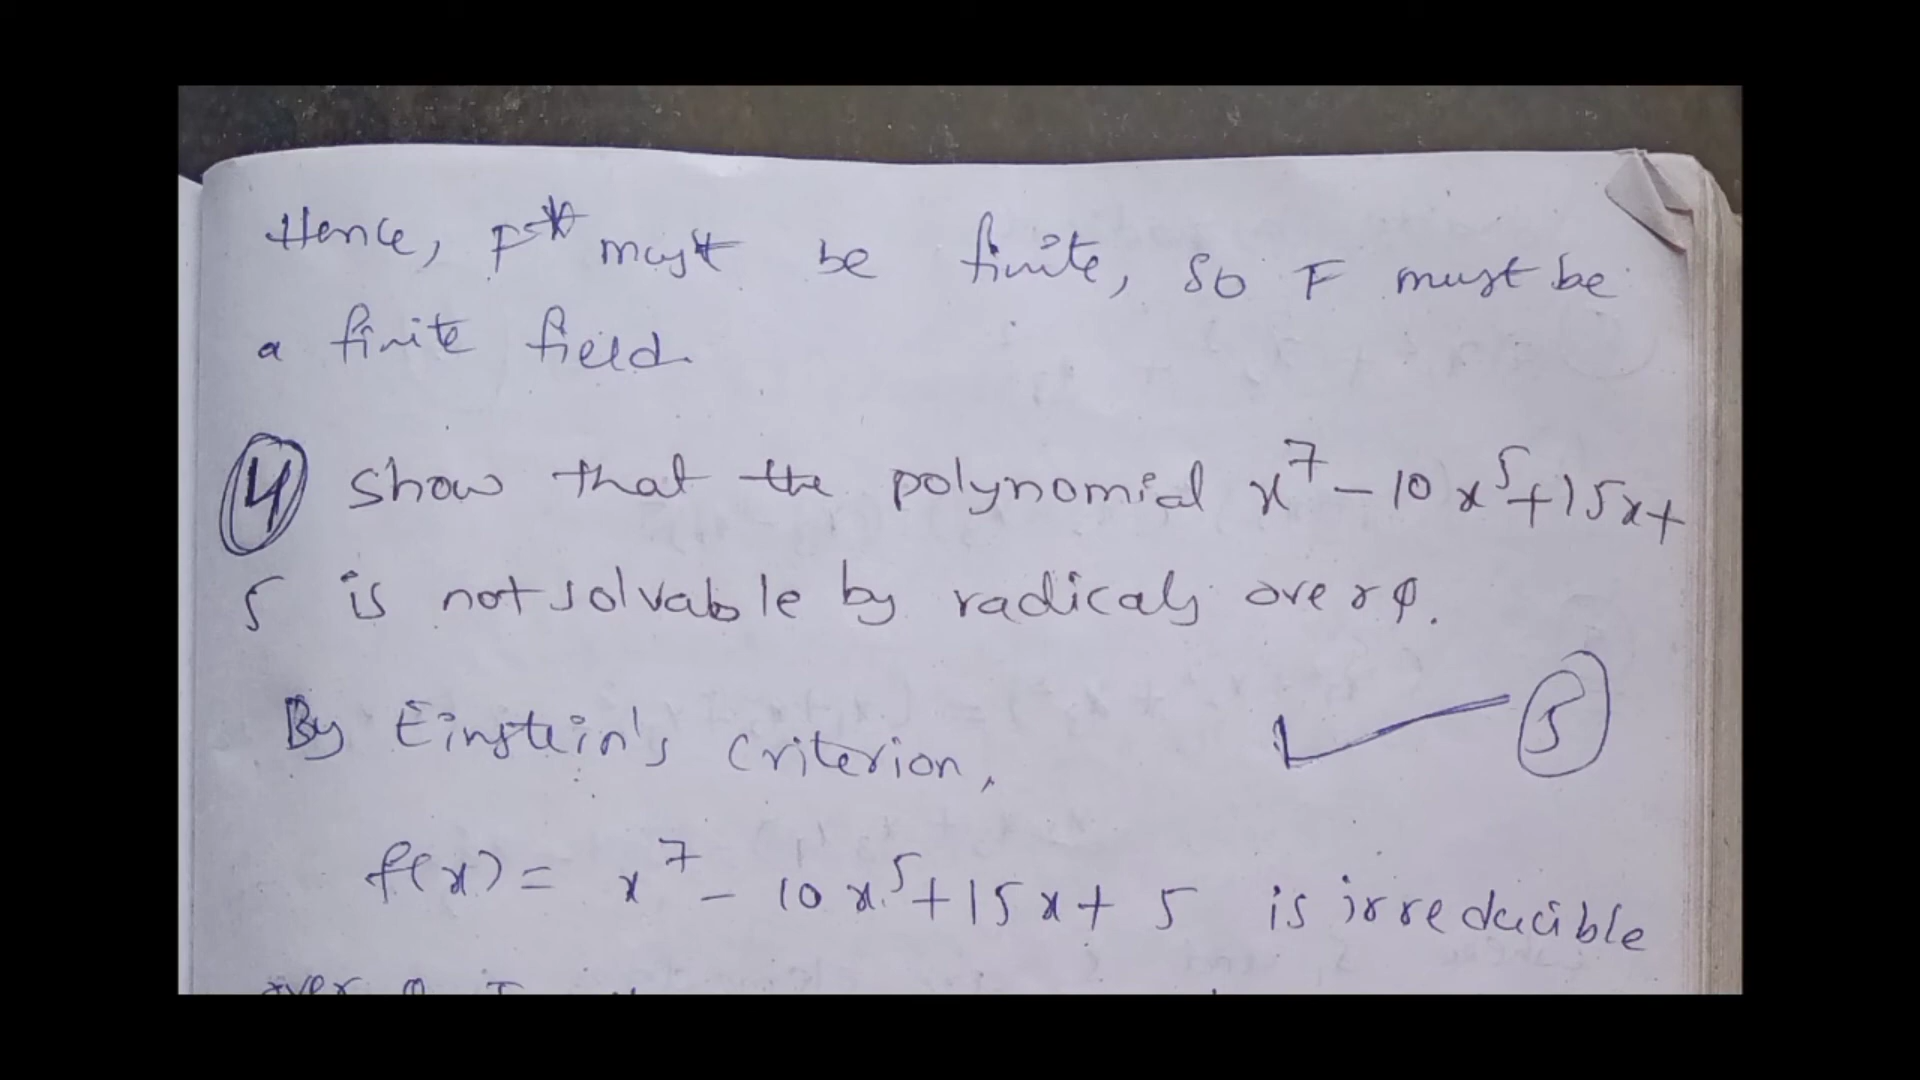 Hence, F* must be finite, so F must be
a finite field
4 show that the polynomial x⁷ - 10x⁵ + 15x +
5 is not solvable by radicals over Q.
By Einstein's criterion,
5
f(x) = x⁷ - 10x⁵ + 15x + 5 is irreducible
over Q